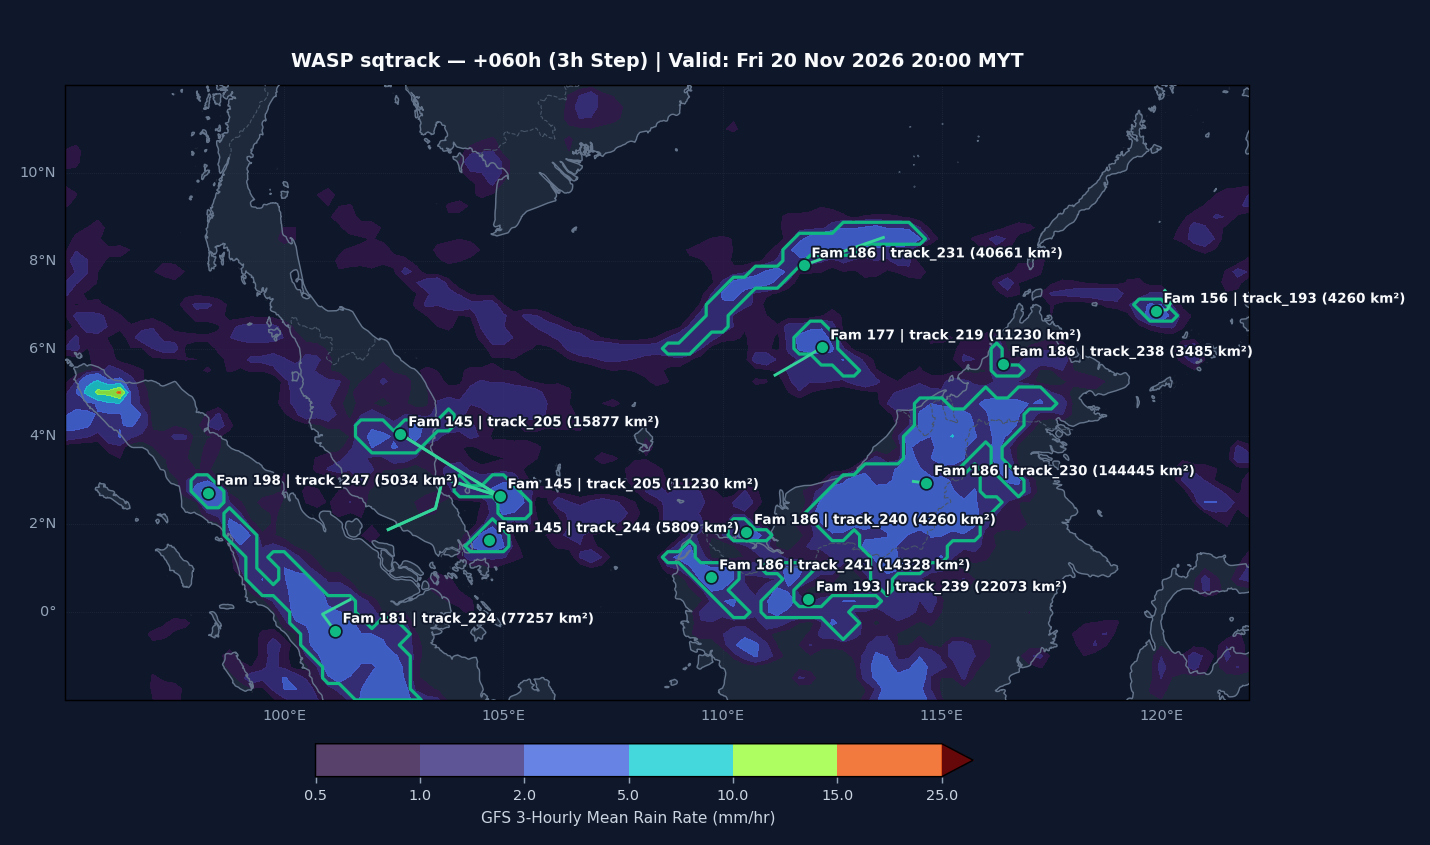 WASP sqtrack — +060h (3h Step) | Valid: Fri 20 Nov 2026 20:00 MYT
10°N
8°N
6°N
4°N
2°N
0°
Fam 186 | track_231 (40661 km²)
Fam 156 | track_193 (4260 km²)
Fam 177 | track_219 (11230 km²)
Fam 186 | track_238 (3485 km²)
Fam 145 | track_205 (15877 km²)
Fam 186 | track_230 (144445 km²)
Fam 198 | track_247 (5034 km²)
Fam 145 | track_205 (11230 km²)
Fam 186 | track_240 (4260 km²)
Fam 145 | track_244 (5809 km²)
Fam 186 | track_241 (14328 km²)
Fam 193 | track_239 (22073 km²)
Fam 181 | track_224 (77257 km²)
100°E 105°E 110°E 115°E 120°E
0.5 1.0 2.0 5.0 10.0 15.0 25.0
GFS 3-Hourly Mean Rain Rate (mm/hr)